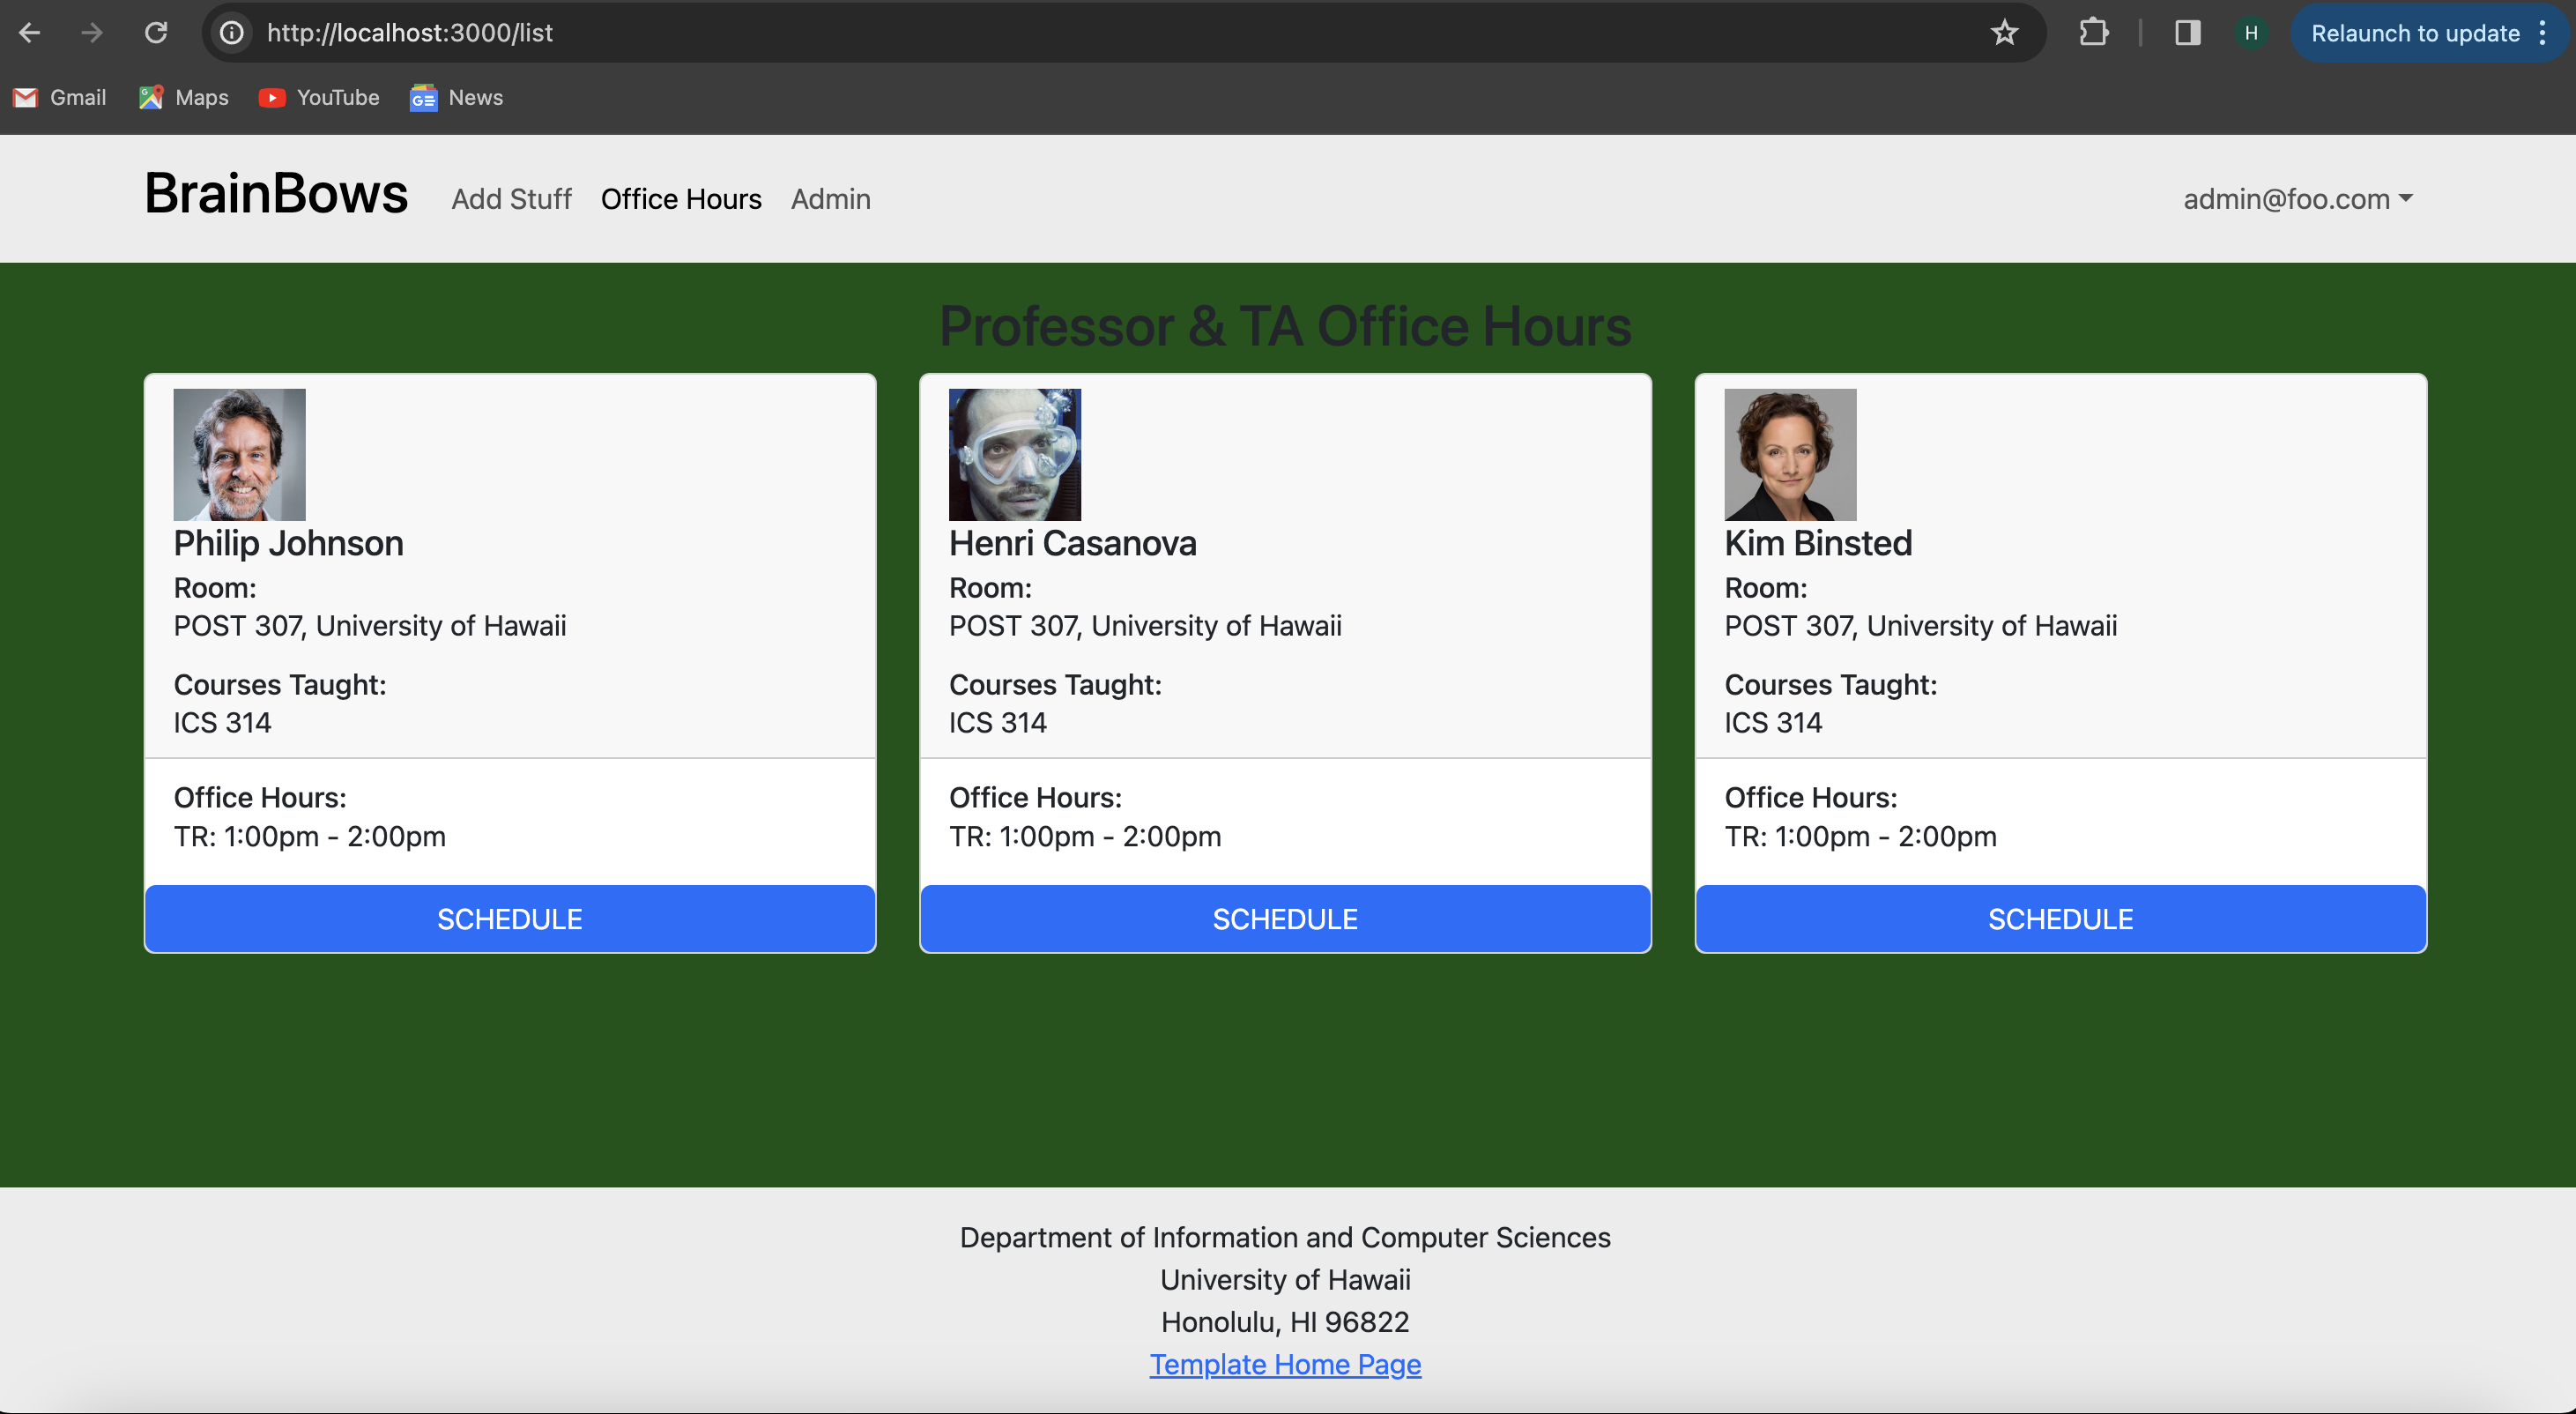 http://localhost:3000/list
H
Relaunch to update
Gmail Maps YouTube News
BrainBows Add Stuff Office Hours Admin admin@foo.com
Professor & TA Office Hours
Philip Johnson
Room:
POST 307, University of Hawaii
Courses Taught:
ICS 314
Office Hours:
TR: 1:00pm - 2:00pm
SCHEDULE
Henri Casanova
Room:
POST 307, University of Hawaii
Courses Taught:
ICS 314
Office Hours:
TR: 1:00pm - 2:00pm
SCHEDULE
Kim Binsted
Room:
POST 307, University of Hawaii
Courses Taught:
ICS 314
Office Hours:
TR: 1:00pm - 2:00pm
SCHEDULE
Department of Information and Computer Sciences
University of Hawaii
Honolulu, HI 96822
Template Home Page